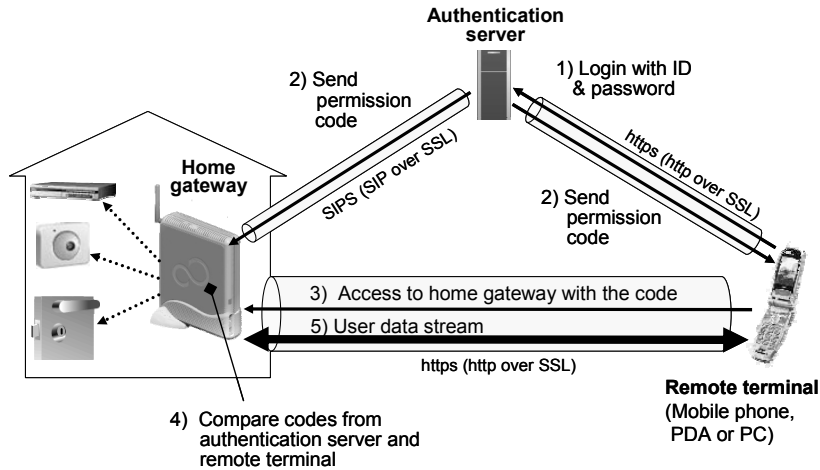 Authentication
server
1) Login with ID
& password
2) Send
permission
code
https (http over SSL)
SIPS (SIP over SSL)
2) Send
permission
code
Home
gateway
3) Access to home gateway with the code
5) User data stream
https (http over SSL)
Remote terminal
(Mobile phone,
PDA or PC)
4) Compare codes from
authentication server and
remote terminal